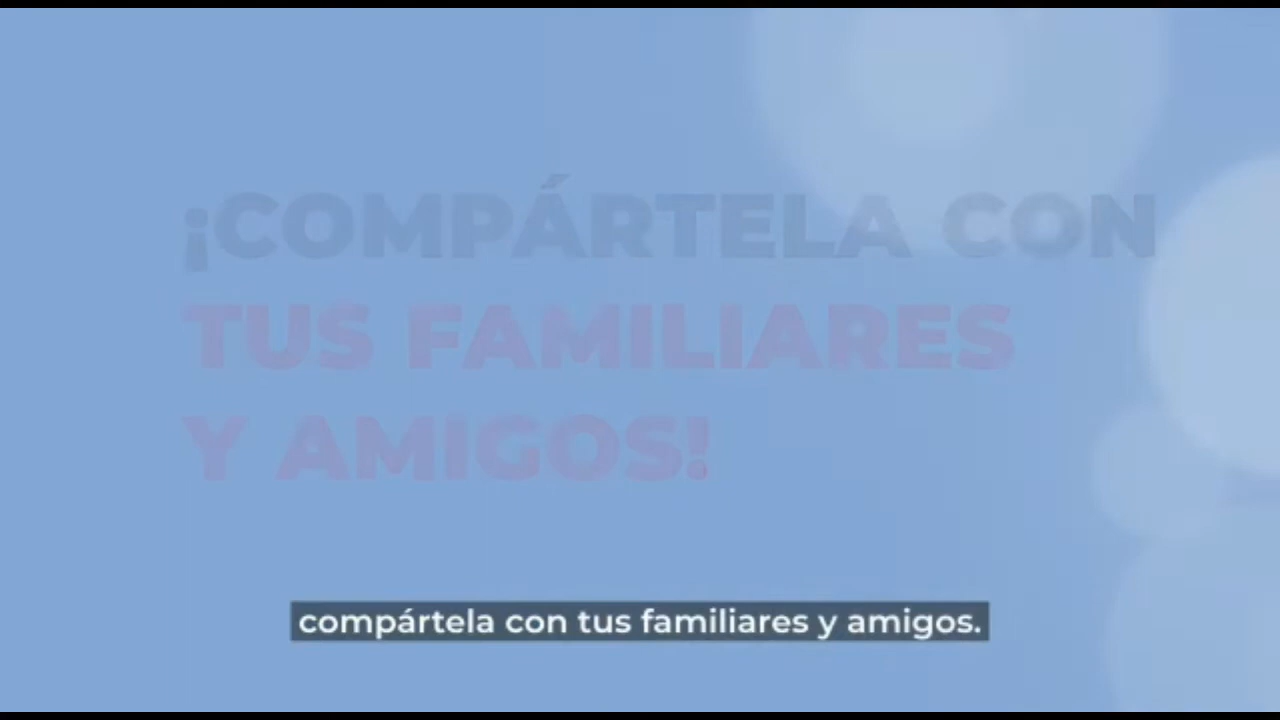 ¡COMPÁRTELA CON
TUS FAMILIARES
Y AMIGOS!
compártela con tus familiares y amigos.